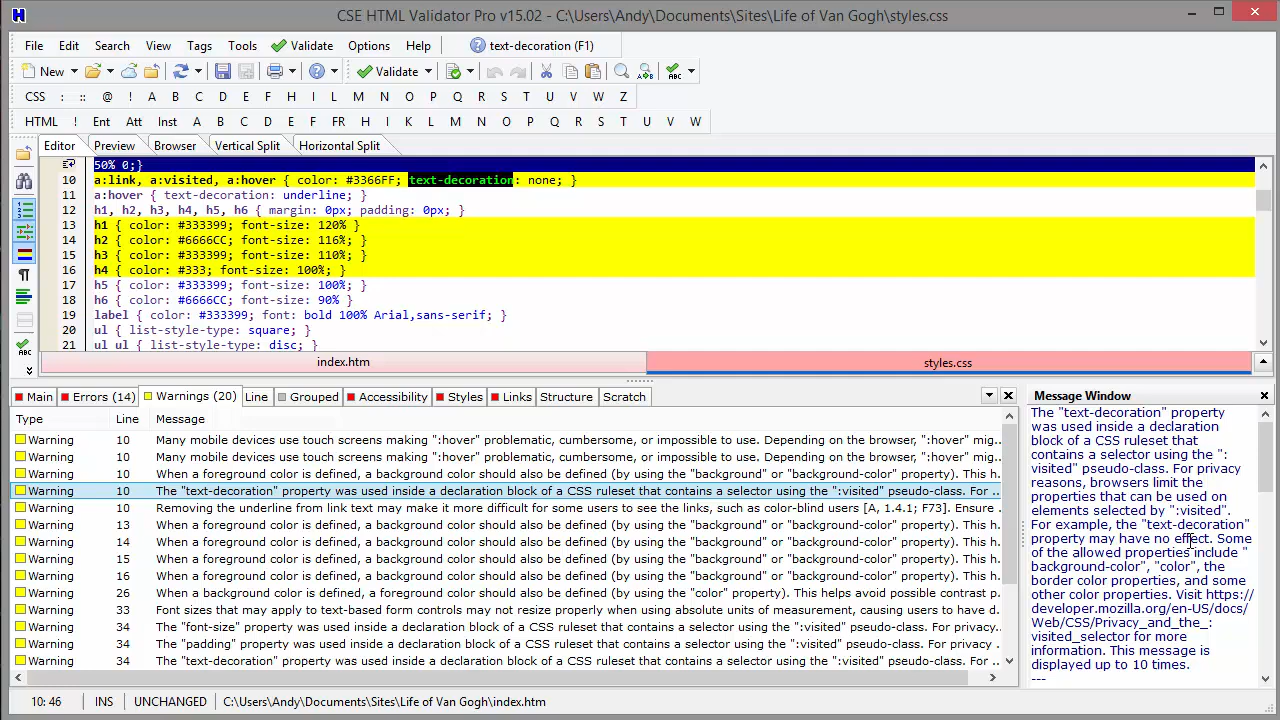 CSE HTML Validator Pro v15.02 - C:\Users\Andy\Documents\Sites\Life of Van Gogh\styles.css
File Edit Search View Tags Tools Validate Options Help text-decoration (F1)
New Validate ABC
CSS : :: @ ! A B C D E F H I L M N O P Q R S T U V W Z
HTML ! Ent Att Inst A B C D E F FR H I K L M N O P Q R S T U V W
Editor Preview Browser Vertical Split Horizontal Split
50% 0;}
10 a:link, a:visited, a:hover { color: #3366FF; text-decoration: none; }
11 a:hover { text-decoration: underline; }
12 h1, h2, h3, h4, h5, h6 { margin: 0px; padding: 0px; }
13 h1 { color: #333399; font-size: 120% }
14 h2 { color: #6666CC; font-size: 116%; }
15 h3 { color: #333399; font-size: 110%; }
16 h4 { color: #333; font-size: 100%; }
17 h5 { color: #333399; font-size: 100%; }
18 h6 { color: #6666CC; font-size: 90% }
19 label { color: #333399; font: bold 100% Arial,sans-serif; }
20 ul { list-style-type: square; }
21 ul ul { list-style-type: disc; }
ABC
index.htm styles.css
Main Errors (14) Warnings (20) Line Grouped Accessibility Styles Links Structure Scratch
Type Line Message
Warning 10 Many mobile devices use touch screens making ":hover" problematic, cumbersome, or impossible to use. Depending on the browser, ":hover" mig...
Warning 10 Many mobile devices use touch screens making ":hover" problematic, cumbersome, or impossible to use. Depending on the browser, ":hover" mig...
Warning 10 When a foreground color is defined, a background color should also be defined (by using the "background" or "background-color" property). This h...
Warning 10 The "text-decoration" property was used inside a declaration block of a CSS ruleset that contains a selector using the ":visited" pseudo-class. For ...
Warning 10 Removing the underline from link text may make it more difficult for some users to see the links, such as color-blind users [A, 1.4.1; F73]. Ensure ...
Warning 13 When a foreground color is defined, a background color should also be defined (by using the "background" or "background-color" property). This h...
Warning 14 When a foreground color is defined, a background color should also be defined (by using the "background" or "background-color" property). This h...
Warning 15 When a foreground color is defined, a background color should also be defined (by using the "background" or "background-color" property). This h...
Warning 16 When a foreground color is defined, a background color should also be defined (by using the "background" or "background-color" property). This h...
Warning 26 When a background color is defined, a foreground color should also be defined (by using the "color" property). This helps avoid possible contrast p...
Warning 33 Font sizes that may apply to text-based form controls may not resize properly when using absolute units of measurement, causing users to have d...
Warning 34 The "font-size" property was used inside a declaration block of a CSS ruleset that contains a selector using the ":visited" pseudo-class. For privacy...
Warning 34 The "padding" property was used inside a declaration block of a CSS ruleset that contains a selector using the ":visited" pseudo-class. For privacy ...
Warning 34 The "text-decoration" property was used inside a declaration block of a CSS ruleset that contains a selector using the ":visited" pseudo-class. For ...
Message Window
The "text-decoration" property
was used inside a declaration
block of a CSS ruleset that
contains a selector using the ":
visited" pseudo-class. For privacy
reasons, browsers limit the
properties that can be used on
elements selected by ":visited".
For example, the "text-decoration"
property may have no effect. Some
of the allowed properties include "
background-color", "color", the
border color properties, and some
other color properties. Visit https://
developer.mozilla.org/en-US/docs/
Web/CSS/Privacy_and_the_:
visited_selector for more
information. This message is
displayed up to 10 times.
---
10: 46 INS UNCHANGED C:\Users\Andy\Documents\Sites\Life of Van Gogh\index.htm